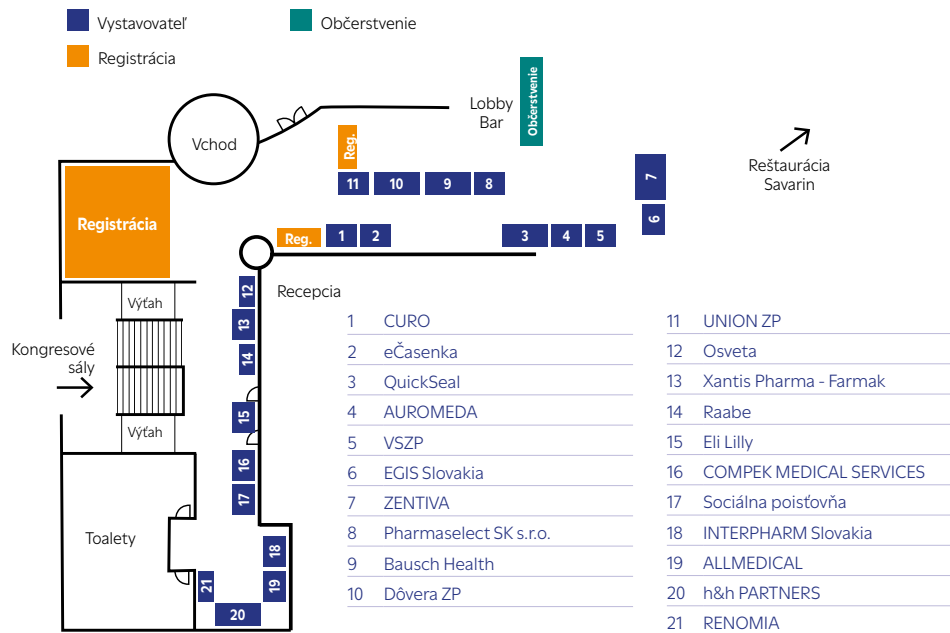 Vystavovateľ
Občerstvenie
Registrácia
Občerstvenie
Lobby
Bar
Vchod
Reg.
Reštaurácia
Savarin
11
10
9
8
7
6
Registrácia
Reg.
1
2
3
4
5
Recepcia
12
13
14
15
16
17
18
19
20
21
Výťah
Kongresové
sály
Výťah
Toalety
1 CURO
2 eČasenka
3 QuickSeal
4 AUROMEDA
5 VSZP
6 EGIS Slovakia
7 ZENTIVA
8 Pharmaselect SK s.r.o.
9 Bausch Health
10 Dôvera ZP
11 UNION ZP
12 Osveta
13 Xantis Pharma - Farmak
14 Raabe
15 Eli Lilly
16 COMPEK MEDICAL SERVICES
17 Sociálna poisťovňa
18 INTERPHARM Slovakia
19 ALLMEDICAL
20 h&h PARTNERS
21 RENOMIA